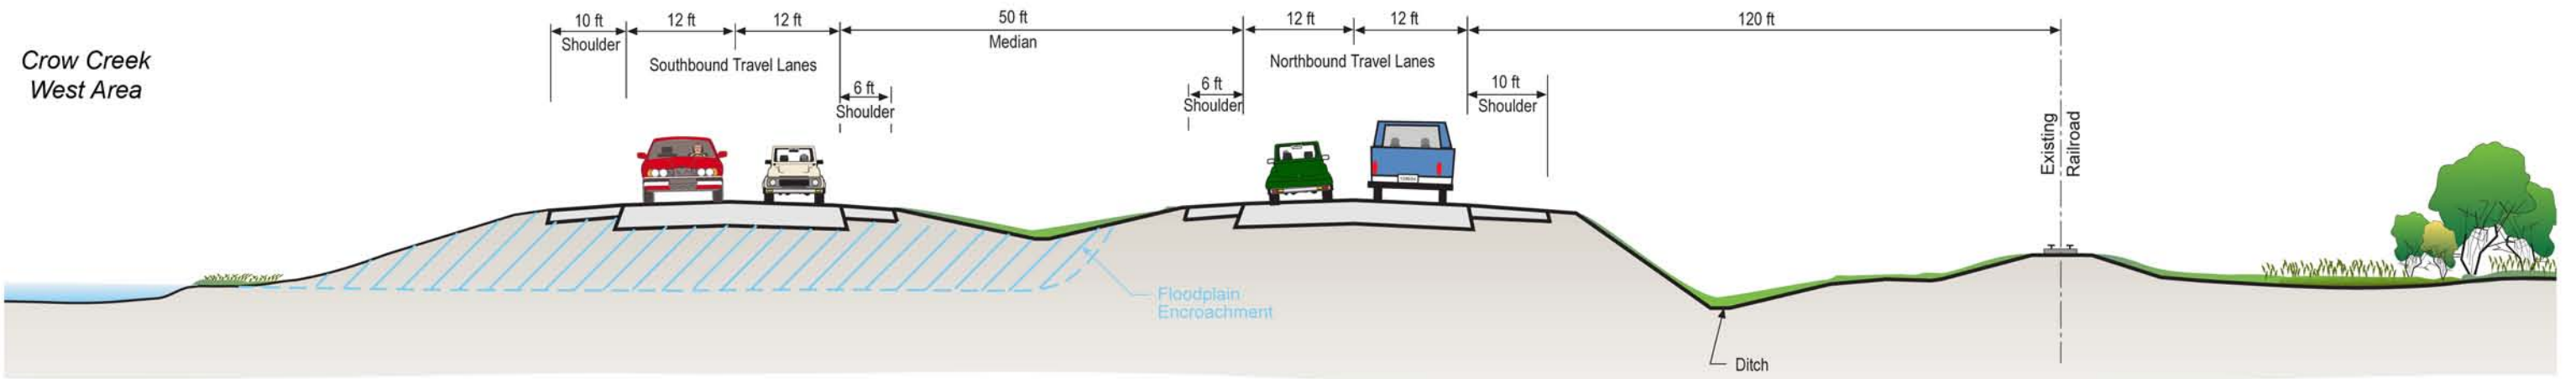 Crow Creek
West Area
10 ft
Shoulder
12 ft
12 ft
Southbound Travel Lanes
6 ft
Shoulder
50 ft
Median
6 ft
Shoulder
12 ft
12 ft
Northbound Travel Lanes
10 ft
Shoulder
120 ft
Existing
Railroad
Floodplain
Encroachment
Ditch